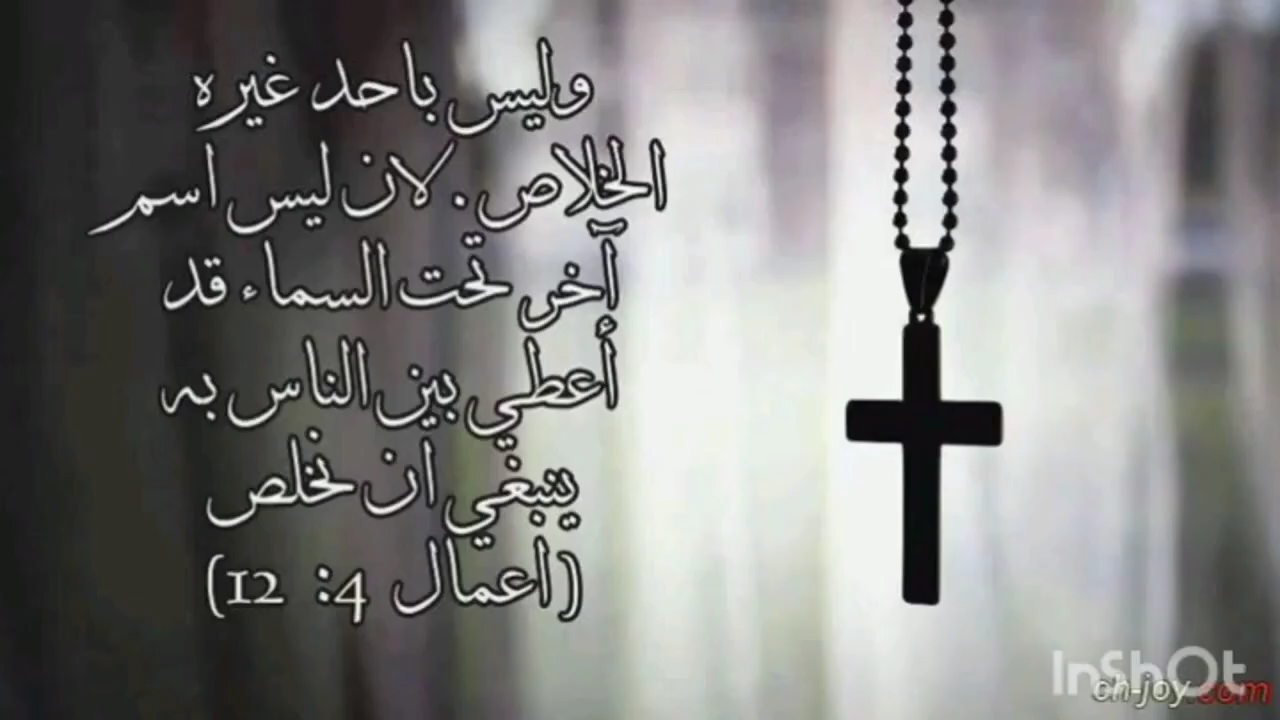 وليس باحد غيره
الخلاص. لان ليس اسم
آخر تحت السماء قد
أعطي بين الناس به
ينبغي ان نخلص
(اعمال 4: 12)
InShOt
ch-joy.com